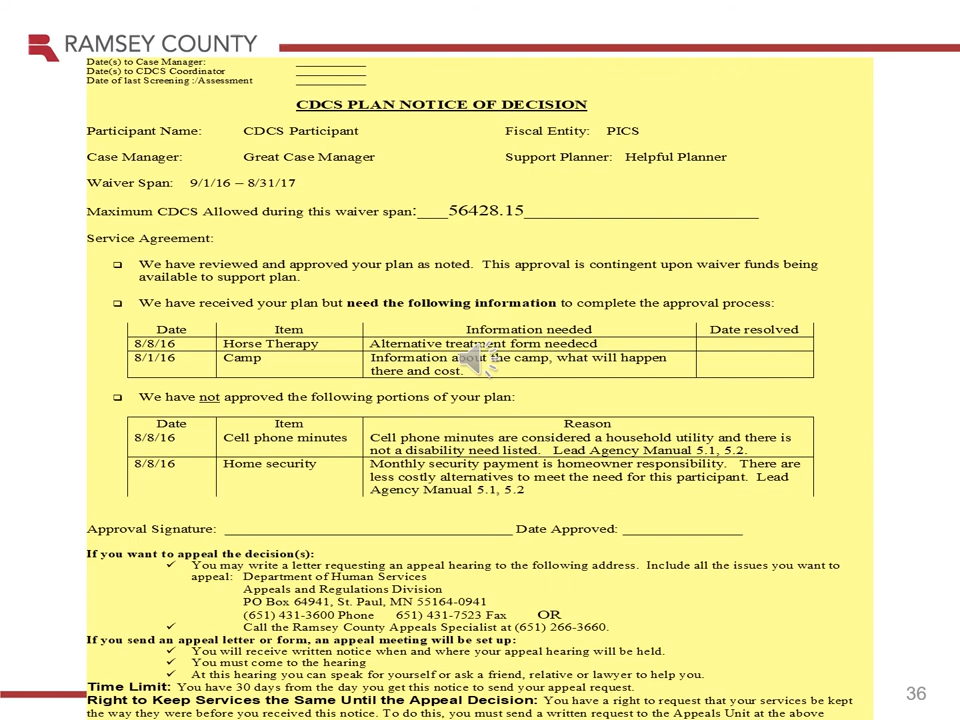 RAMSEY COUNTY
Date(s) to Case Manager: ___________
Date(s) to CDCS Coordinator ___________
Date of last Screening :/Assessment ___________
CDCS PLAN NOTICE OF DECISION
Participant Name: CDCS Participant Fiscal Entity: PICS
Case Manager: Great Case Manager Support Planner: Helpful Planner
Waiver Span: 9/1/16 – 8/31/17
Maximum CDCS Allowed during this waiver span:____56428.15______________________________
Service Agreement:
❑ We have reviewed and approved your plan as noted. This approval is contingent upon waiver funds being
available to support plan.
❑ We have received your plan but need the following information to complete the approval process:
Date Item Information needed Date resolved
8/8/16 Horse Therapy Alternative treatment form needecd
8/1/16 Camp Information about the camp, what will happen
there and cost.
❑ We have not approved the following portions of your plan:
Date Item Reason
8/8/16 Cell phone minutes Cell phone minutes are considered a household utility and there is
not a disability need listed. Lead Agency Manual 5.1, 5.2.
8/8/16 Home security Monthly security payment is homeowner responsibility. There are
less costly alternatives to meet the need for this participant. Lead
Agency Manual 5.1, 5.2
Approval Signature: ______________________________________ Date Approved: ________________
If you want to appeal the decision(s):
✓ You may write a letter requesting an appeal hearing to the following address. Include all the issues you want to
appeal: Department of Human Services
Appeals and Regulations Division
PO Box 64941, St. Paul, MN 55164-0941
(651) 431-3600 Phone 651) 431-7523 Fax OR
✓ Call the Ramsey County Appeals Specialist at (651) 266-3660.
If you send an appeal letter or form, an appeal meeting will be set up:
✓ You will receive written notice when and where your appeal hearing will be held.
✓ You must come to the hearing
✓ At this hearing you can speak for yourself or ask a friend, relative or lawyer to help you.
Time Limit: You have 30 days from the day you get this notice to send your appeal request.
Right to Keep Services the Same Until the Appeal Decision: You have a right to request that your services be kept
the way they were before you received this notice. To do this, you must send a written request to the Appeals Unit at the above
36